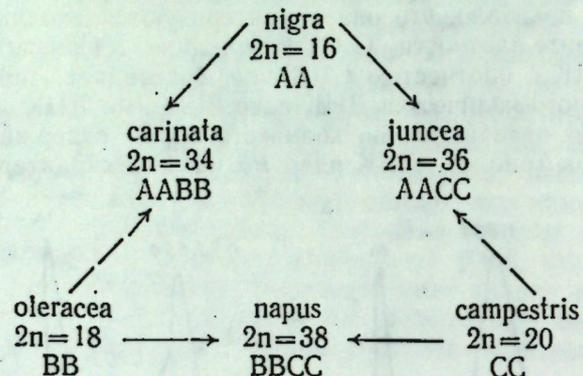 nigra
2n=16
AA
carinata
2n=34
AABB
juncea
2n=36
AACC
oleracea
2n=18
BB
napus
2n=38
BBCC
campestris
2n=20
CC